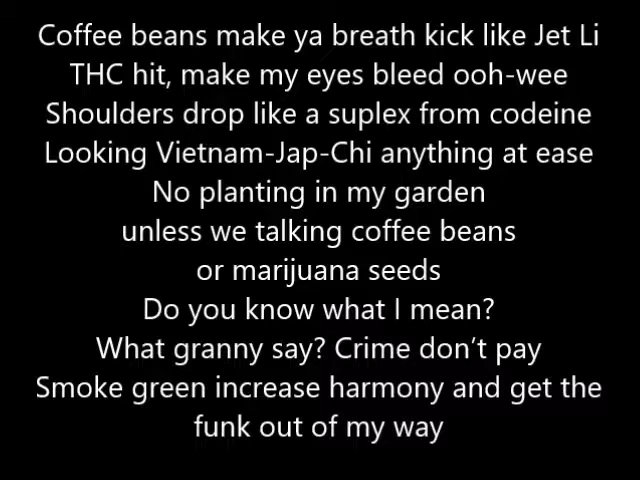 Coffee beans make ya breath kick like Jet Li
THC hit, make my eyes bleed ooh-wee
Shoulders drop like a suplex from codeine
Looking Vietnam-Jap-Chi anything at ease
No planting in my garden
unless we talking coffee beans
or marijuana seeds
Do you know what I mean?
What granny say? Crime don’t pay
Smoke green increase harmony and get the
funk out of my way